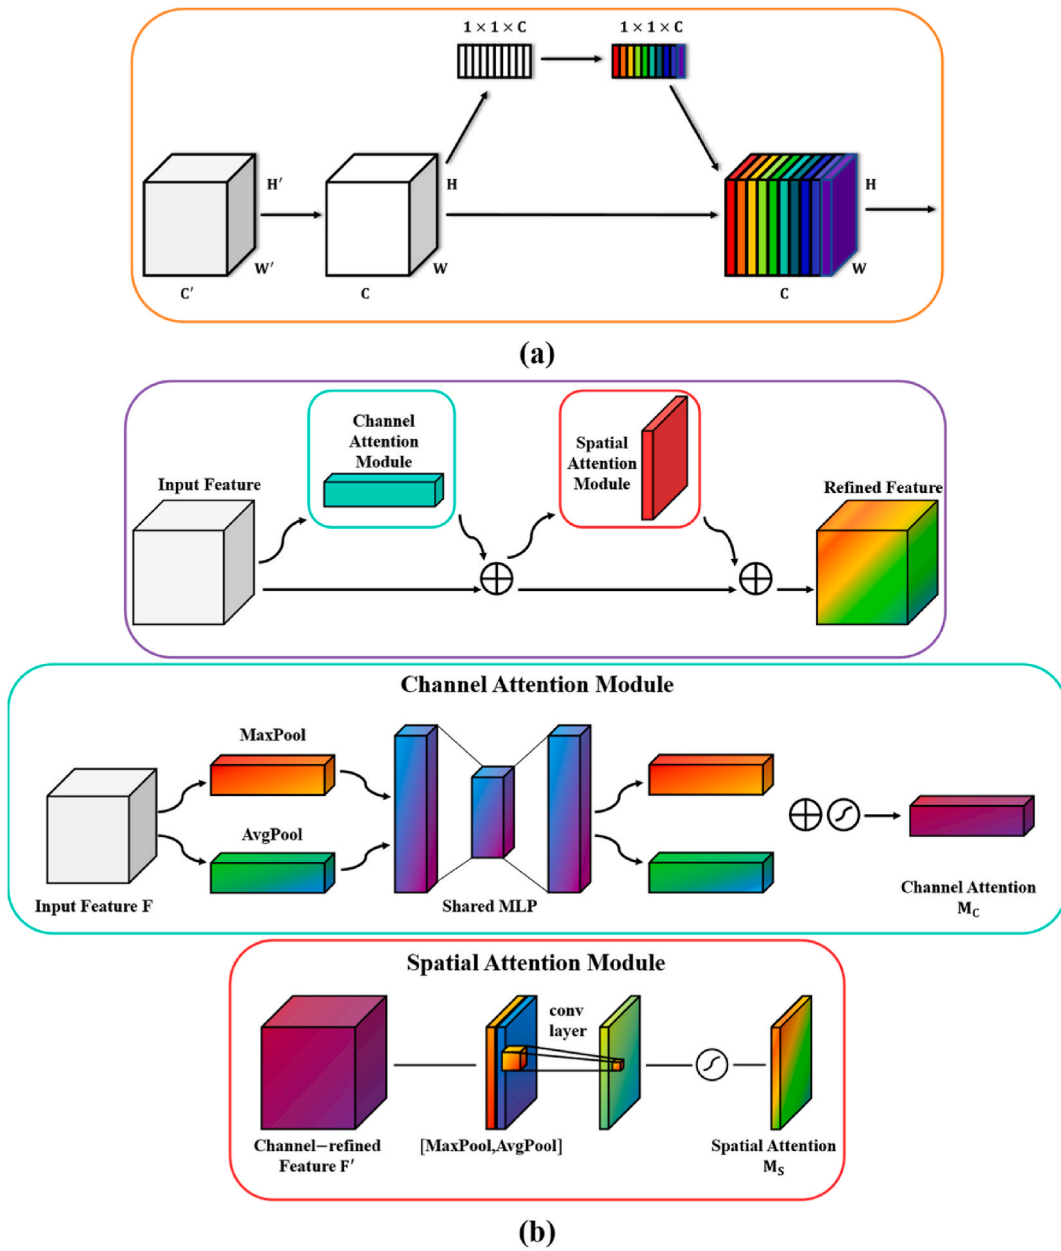 1 × 1 × C
1 × 1 × C
H′
W′
C′
H
W
C
H
W
C
(a)
Input Feature
Channel
Attention
Module
Spatial
Attention
Module
Refined Feature
Channel Attention Module
MaxPool
AvgPool
Input Feature F
Shared MLP
Channel Attention
M_C
Spatial Attention Module
conv
layer
Channel−refined
Feature F′
[MaxPool,AvgPool]
Spatial Attention
M_S
(b)